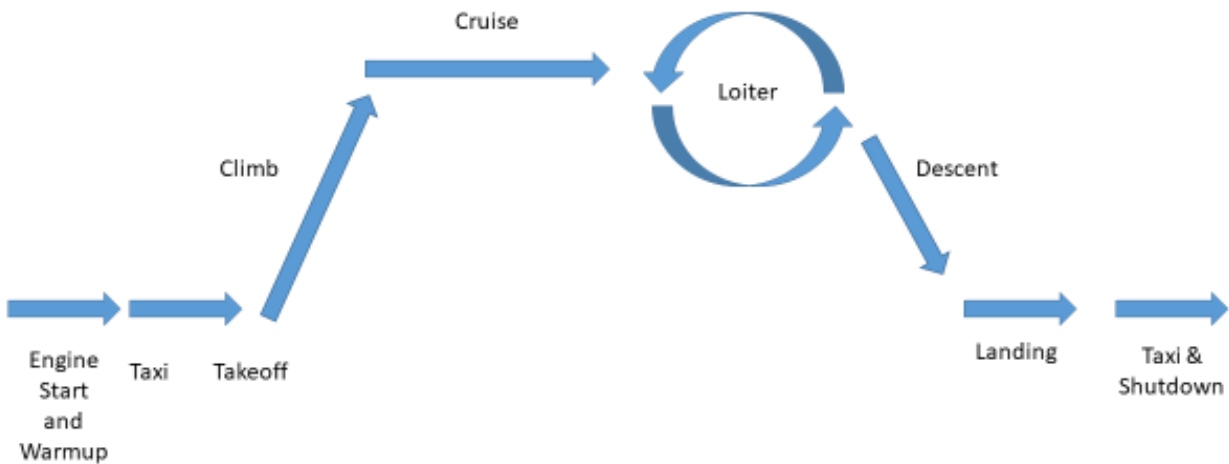 Cruise
Loiter
Climb
Descent
Engine
Start
and
Warmup
Taxi
Takeoff
Landing
Taxi &
Shutdown